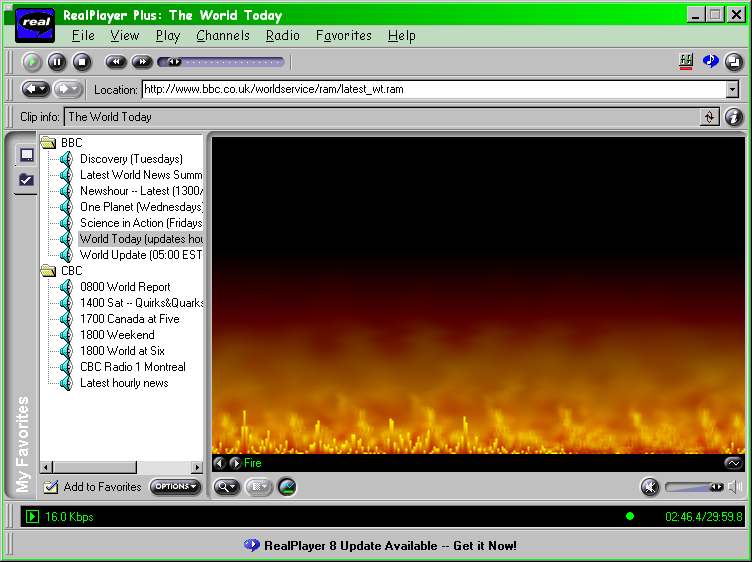 real
RealPlayer Plus: The World Today
File View Play Channels Radio Favorites Help
Location: http://www.bbc.co.uk/worldservice/ram/latest_wt.ram
Clip info: The World Today
My Favorites
BBC
Discovery (Tuesdays)
Latest World News Summ
Newshour -- Latest (1300/
One Planet (Wednesdays)
Science in Action (Fridays
World Today (updates hou
World Update (05:00 EST
CBC
0800 World Report
1400 Sat -- Quirks&Quarks
1700 Canada at Five
1800 Weekend
1800 World at Six
CBC Radio 1 Montreal
Latest hourly news
Fire
Add to Favorites OPTIONS
16.0 Kbps 02:46.4/29:59.8
RealPlayer 8 Update Available -- Get it Now!